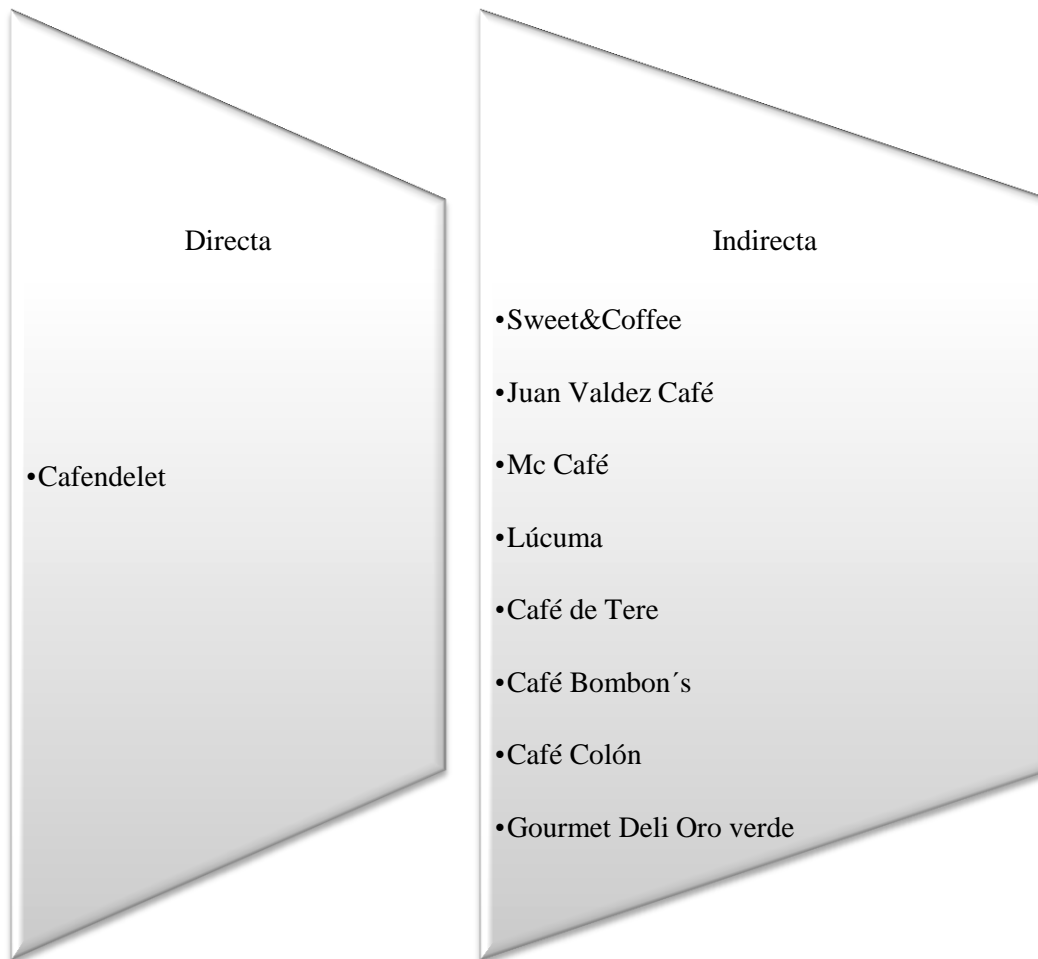 Directa
•Cafendelet
Indirecta
•Sweet&Coffee
•Juan Valdez Café
•Mc Café
•Lúcuma
•Café de Tere
•Café Bombon´s
•Café Colón
•Gourmet Deli Oro verde